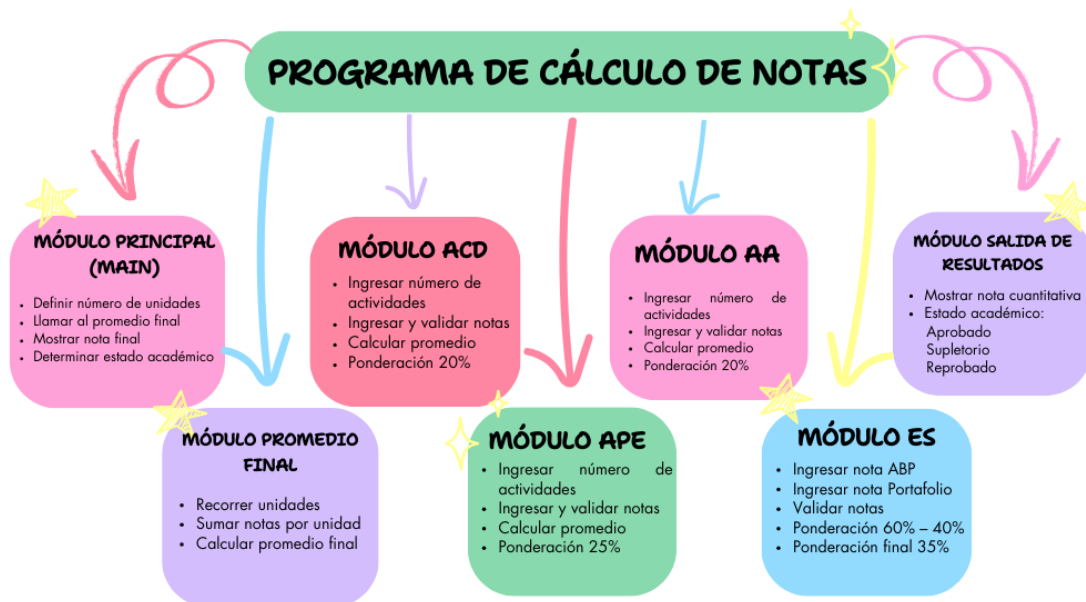 PROGRAMA DE CÁLCULO DE NOTAS
MÓDULO PRINCIPAL
(MAIN)
• Definir número de unidades
• Llamar al promedio final
• Mostrar nota final
• Determinar estado académico
MÓDULO ACD
• Ingresar número de
actividades
• Ingresar y validar notas
• Calcular promedio
• Ponderación 20%
MÓDULO AA
• Ingresar número de
actividades
• Ingresar y validar notas
• Calcular promedio
• Ponderación 20%
MÓDULO SALIDA DE
RESULTADOS
• Mostrar nota cuantitativa
• Estado académico:
Aprobado
Supletorio
Reprobado
MÓDULO PROMEDIO
FINAL
• Recorrer unidades
• Sumar notas por unidad
• Calcular promedio final
MÓDULO APE
• Ingresar número de
actividades
• Ingresar y validar notas
• Calcular promedio
• Ponderación 25%
MÓDULO ES
• Ingresar nota ABP
• Ingresar nota Portafolio
• Validar notas
• Ponderación 60% – 40%
• Ponderación final 35%